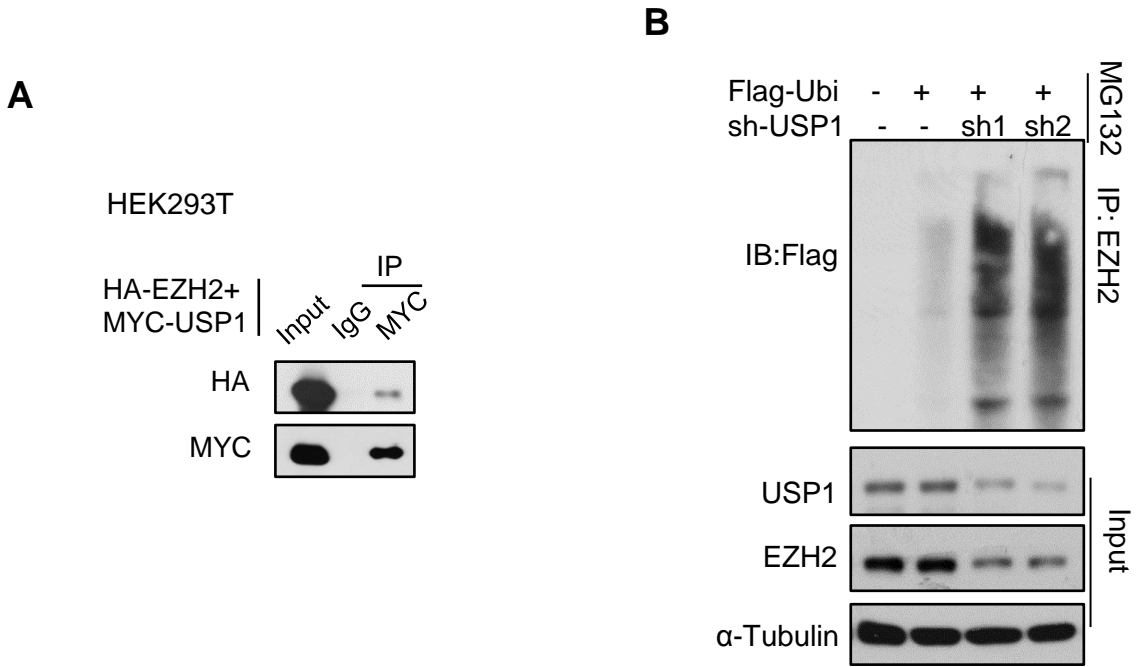 A
HEK293T
HA-EZH2+
MYC-USP1
IP
Input
IgG
MYC
HA
MYC
B
Flag-Ubi - + + +
sh-USP1 - - sh1 sh2
MG132
IP: EZH2
IB:Flag
USP1
EZH2
α-Tubulin
Input